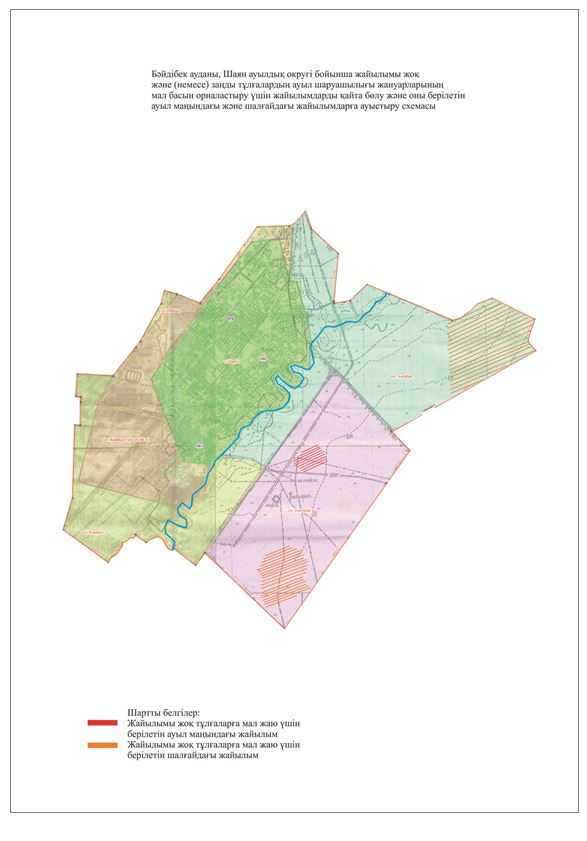 Бәйдібек ауданы, Шаян ауылдық округі бойынша жайылымы жоқ
және (немесе) заңды тұлғалардың ауыл шаруашылығы жануарларының
мал басын орналастыру үшін жайылымдарды қайта бөлу және оны берілетін
ауыл маңындағы және шалғайдағы жайылымдарға ауыстыру схемасы
Шартты белгілер:
Жайылымы жоқ тұлғаларға мал жаю үшін
берілетін ауыл маңындағы жайылым
Жайылымы жоқ тұлғаларға мал жаю үшін
берілетін шалғайдағы жайылым